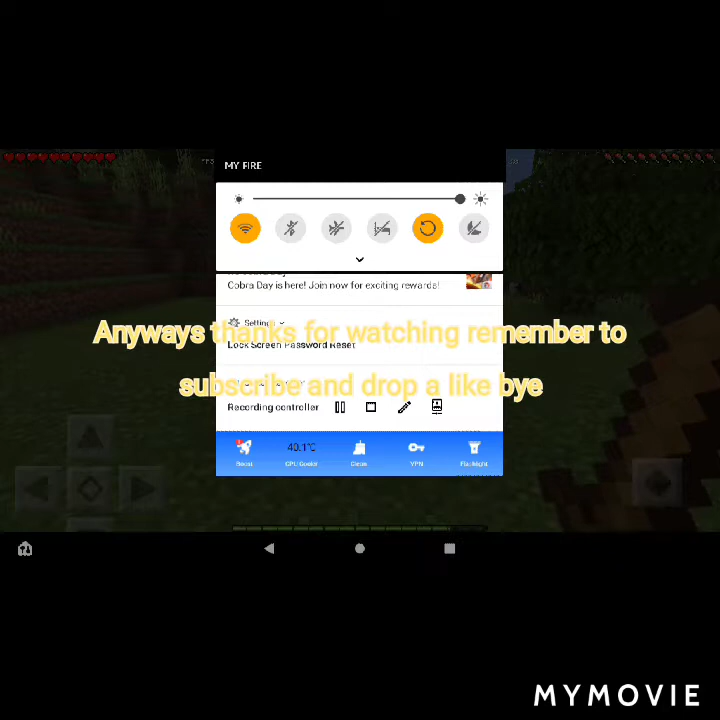 MY FIRE
Cobra Day is here! Join now for exciting rewards!
Settings
Anyways thanks for watching remember to
Lock Screen Password Reset
subscribe and drop a like bye
Recording controller
40.1°C
Boost CPU Cooler Clean VPN Flashlight
MYMOVIE